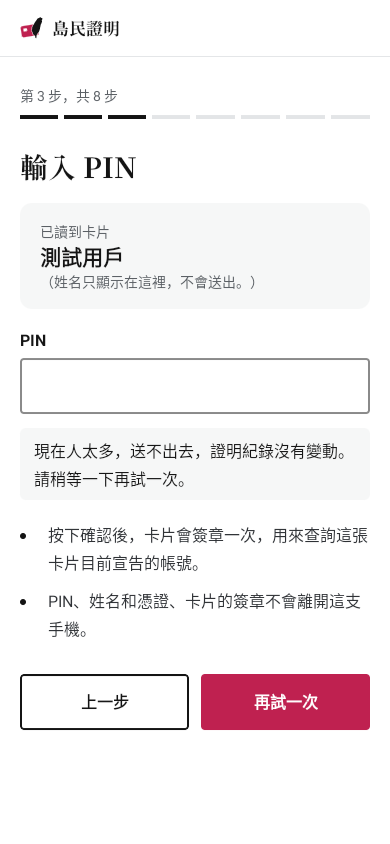 島民證明
第 3 步，共 8 步
輸入 PIN
已讀到卡片
測試用戶
（姓名只顯示在這裡，不會送出。）
PIN
現在人太多，送不出去，證明紀錄沒有變動。
請稍等一下再試一次。
按下確認後，卡片會簽章一次，用來查詢這張
卡片目前宣告的帳號。
PIN、姓名和憑證、卡片的簽章不會離開這支
手機。
上一步
再試一次